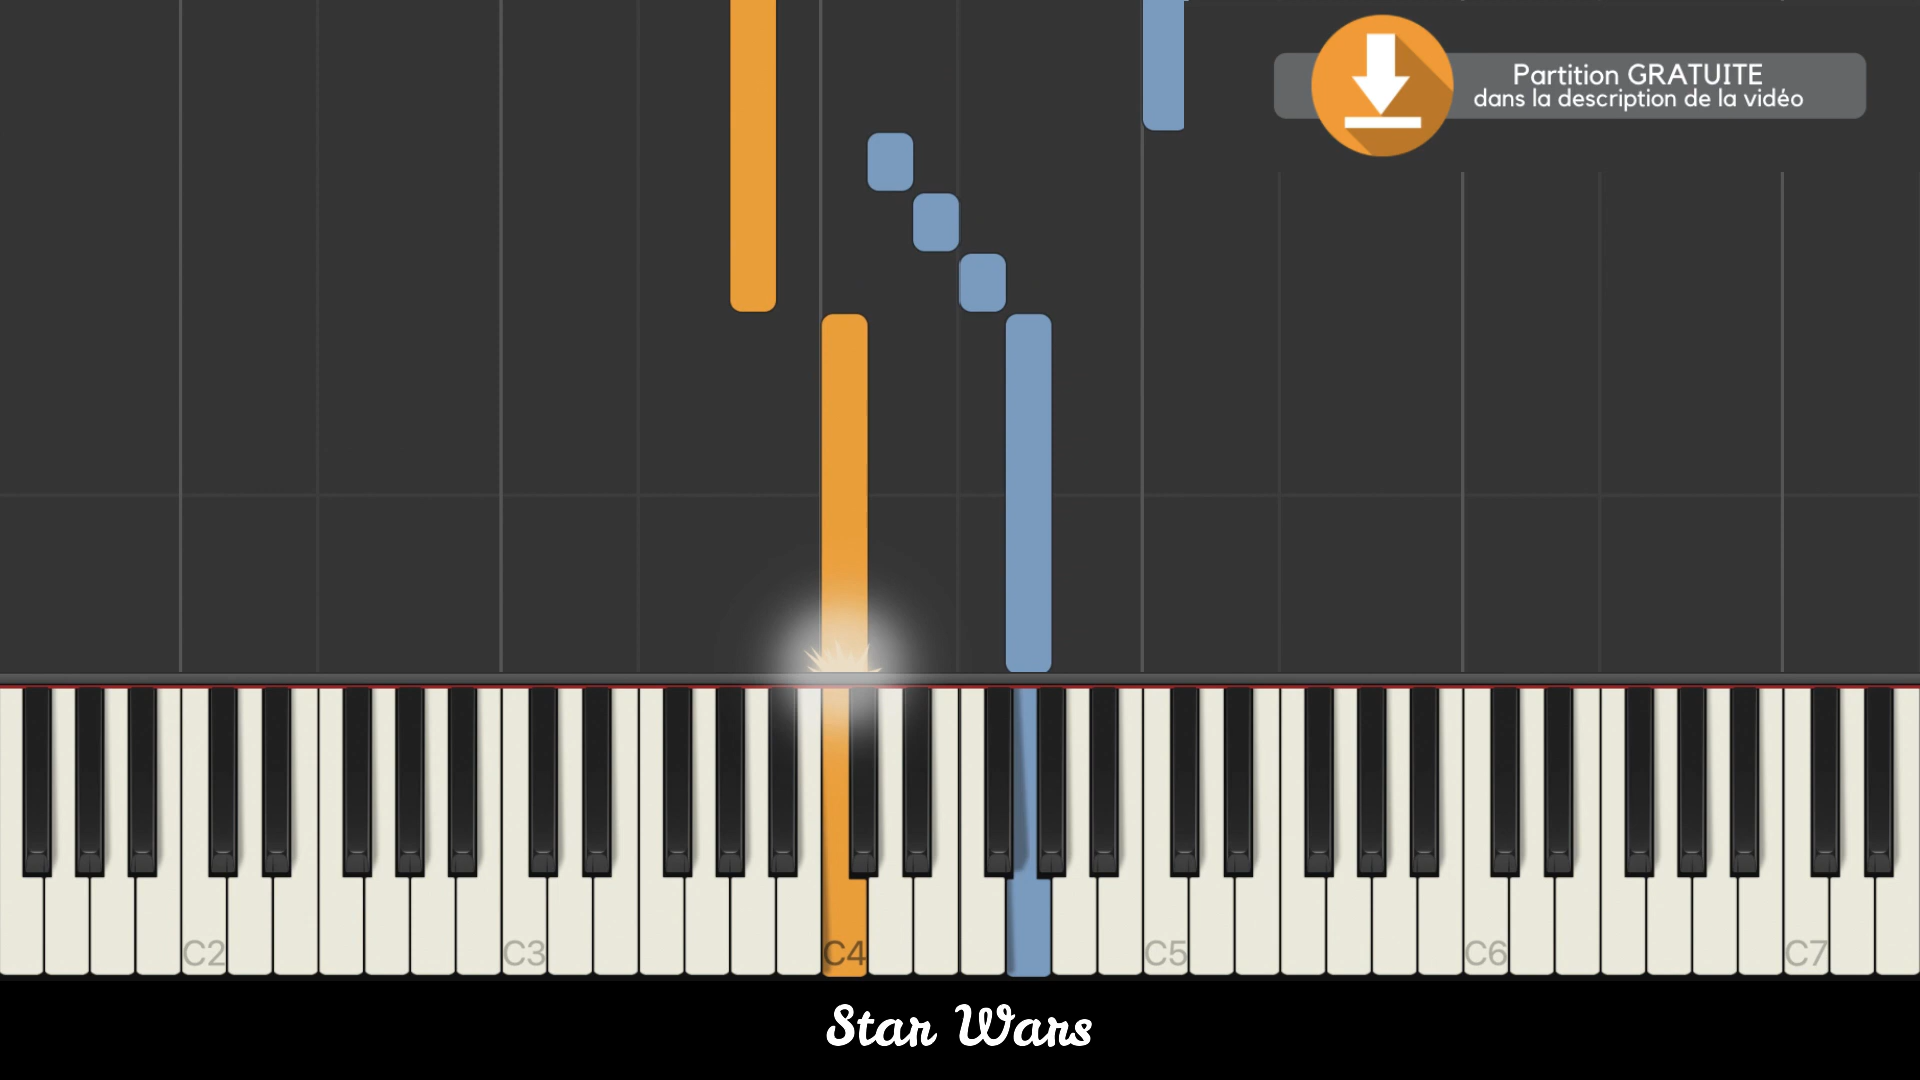 Partition GRATUITE
dans la description de la vidéo
C2 C3 C4 C5 C6 C7
Star Wars